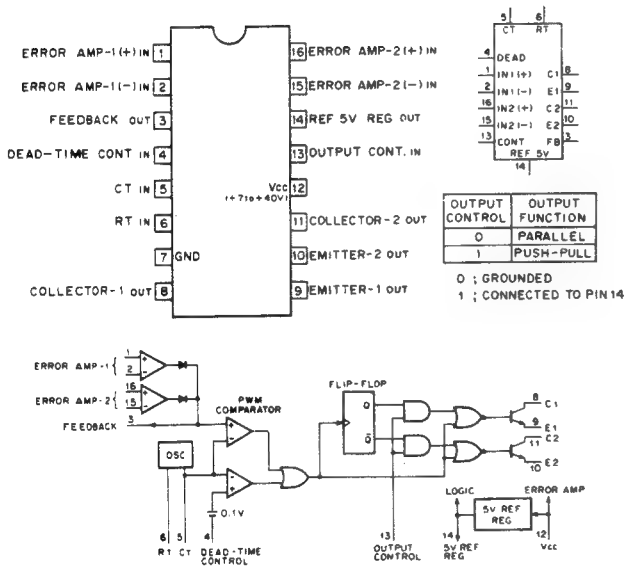 ERROR AMP-1(+) IN 1
ERROR AMP-1(-) IN 2
FEEDBACK OUT 3
DEAD-TIME CONT IN 4
CT IN 5
RT IN 6
7 GND
COLLECTOR-1 OUT 8
16 ERROR AMP-2(+) IN
15 ERROR AMP-2(-) IN
14 REF 5V REG OUT
13 OUTPUT CONT. IN
Vcc 12
(+7 to +40V)
11 COLLECTOR-2 OUT
10 EMITTER-2 OUT
9 EMITTER-1 OUT
5 6
CT RT
4 DEAD
1 IN1(+) C1 8
2 IN1(-) E1 9
16 IN2(+) C2 11
15 IN2(-) E2 10
13 CONT FB 3
REF 5V
14
OUTPUT CONTROL OUTPUT FUNCTION
0 PARALLEL
1 PUSH-PULL
0 ; GROUNDED
1 ; CONNECTED TO PIN 14
ERROR AMP-1 { 1 + 2 -
ERROR AMP-2 { 16 + 15 -
FEEDBACK 3
PWM
COMPARATOR
+
-
OSC
+
-
0.1V
6 5 4
RT CT DEAD-TIME
CONTROL
FLIP-FLOP
Q
Q̄
8 C1
9 E1
11 C2
10 E2
13
OUTPUT
CONTROL
LOGIC ERROR AMP
5V REF
REG
14 12
5V REF Vcc
REG